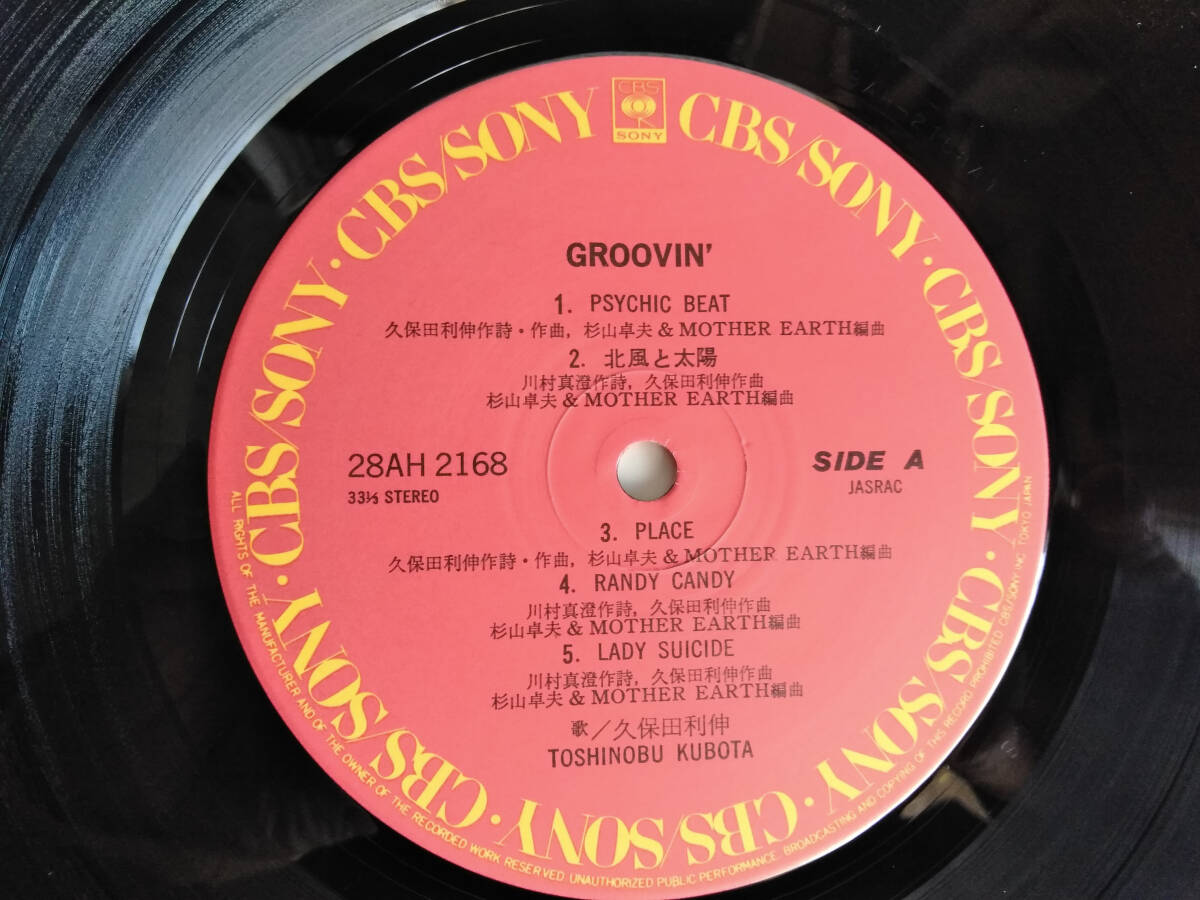 CBS
SONY
CBS/SONY · CBS/SONY · CBS/SONY · CBS/SONY · CBS/SONY · CBS/SONY · CBS/SONY · CBS/SONY
GROOVIN'
1. PSYCHIC BEAT
久保田利伸作詩・作曲, 杉山卓夫 & MOTHER EARTH編曲
2. 北風と太陽
川村真澄作詩, 久保田利伸作曲
杉山卓夫 & MOTHER EARTH編曲
28AH 2168
33⅓ STEREO
SIDE A
JASRAC
3. PLACE
久保田利伸作詩・作曲, 杉山卓夫 & MOTHER EARTH編曲
4. RANDY CANDY
川村真澄作詩, 久保田利伸作曲
杉山卓夫 & MOTHER EARTH編曲
5. LADY SUICIDE
川村真澄作詩, 久保田利伸作曲
杉山卓夫 & MOTHER EARTH編曲
歌／久保田利伸
TOSHINOBU KUBOTA
ALL RIGHTS OF THE MANUFACTURER AND OF THE OWNER OF THE RECORDED WORK RESERVED UNAUTHORIZED PUBLIC PERFORMANCE. BROADCASTING AND COPYING OF THIS RECORD PROHIBITED CBS/SONY INC. TOKYO JAPAN